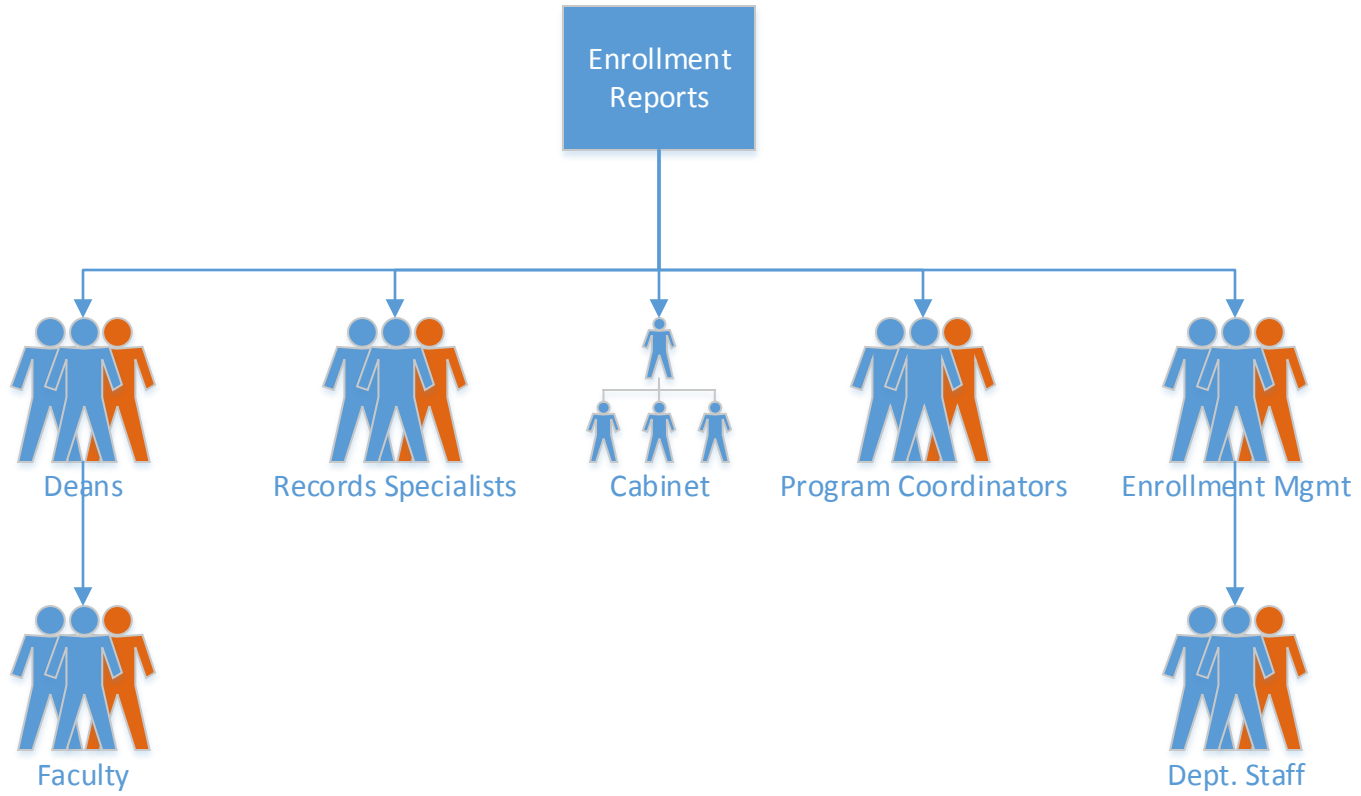 Enrollment
Reports
Deans
Records Specialists
Cabinet
Program Coordinators
Enrollment Mgmt
Faculty
Dept. Staff